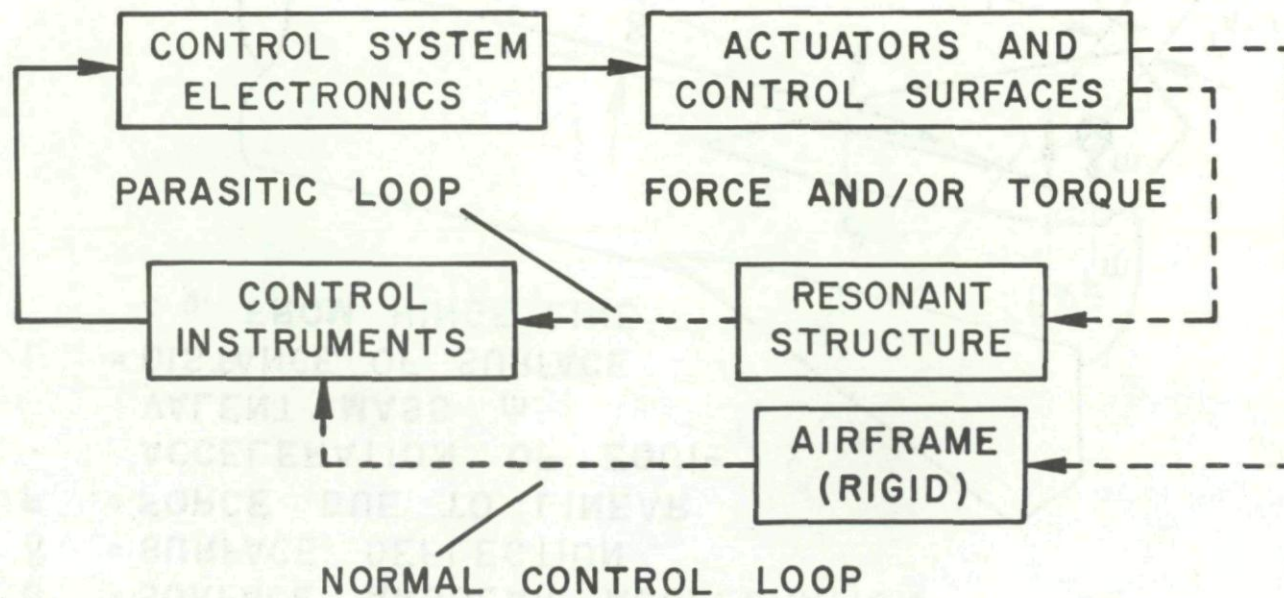 CONTROL SYSTEM
ELECTRONICS
ACTUATORS AND
CONTROL SURFACES
PARASITIC LOOP
FORCE AND/OR TORQUE
CONTROL
INSTRUMENTS
RESONANT
STRUCTURE
AIRFRAME
(RIGID)
NORMAL CONTROL LOOP